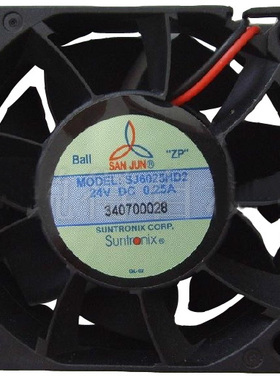 Ball "ZP"
SAN JUN®
MODEL: SJ6025HD2
24V DC 0.25A
340700028
SUNTRONIX CORP.
Suntronix®